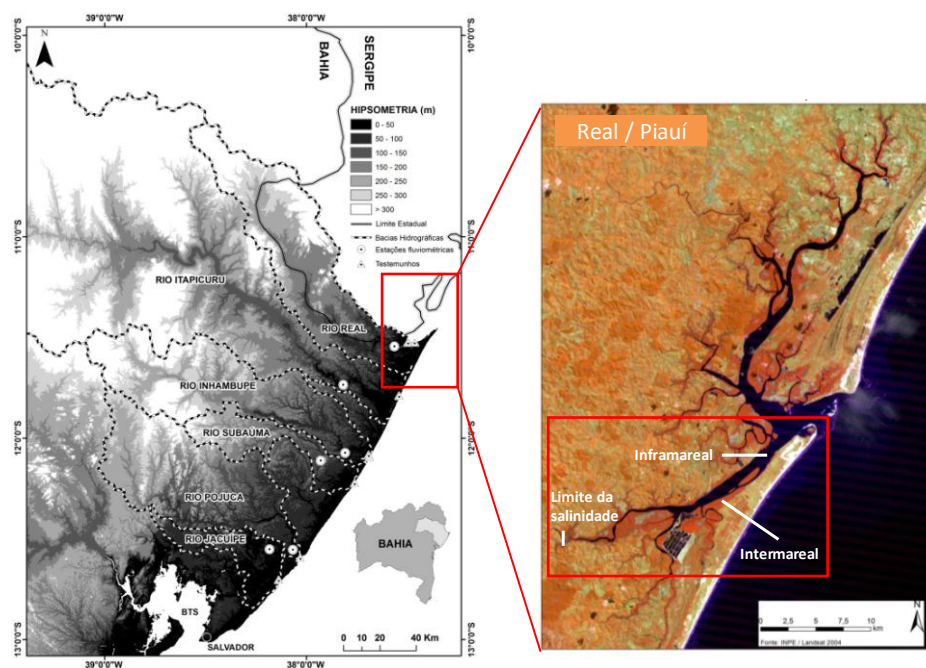 39°0'0"W
38°0'0"W
10°0'0"S
10°0'0"S
N
BAHIA
SERGIPE
HIPSOMETRIA (m)
0 - 50
50 - 100
100 - 150
150 - 200
200 - 250
250 - 300
> 300
Limite Estadual
Bacias Hidrográficas
Estações fluviométricas
Testemunhos
11°0'0"S
11°0'0"S
RIO ITAPICURU
RIO REAL
RIO INHAMBUPE
RIO SUBAUMA
12°0'0"S
12°0'0"S
RIO POJUCA
RIO JACUÍPE
BAHIA
BTS
SALVADOR
0 10 20 40 Km
13°0'0"S
13°0'0"S
39°0'0"W
38°0'0"W
Real / Piauí
Inframareal
Limite da
salinidade
Intermareal
N
0 2,5 5 7,5 10
km
Fonte: INPE / Landsat 2004